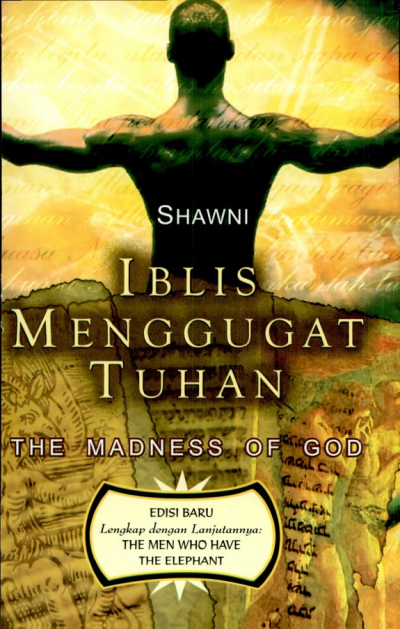 SHAWNI
IBLIS
MENGGUGAT
TUHAN
THE MADNESS OF GOD
EDISI BARU
Lengkap dengan Lanjutannya:
THE MEN WHO HAVE
THE ELEPHANT